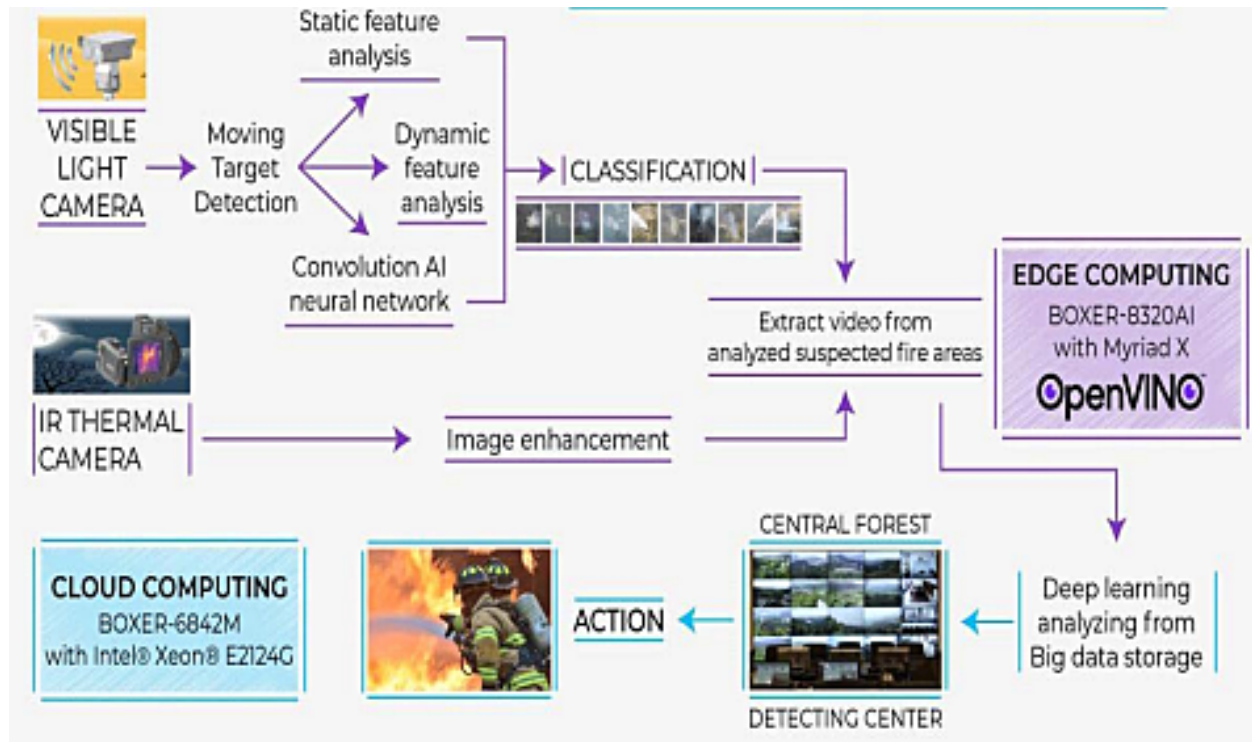 Static feature
analysis
VISIBLE
LIGHT
CAMERA
Moving
Target
Detection
Dynamic
feature
analysis
Convolution AI
neural network
CLASSIFICATION
Extract video from
analyzed suspected fire areas
EDGE COMPUTING
BOXER-8320AI
with Myriad X
OpenVINO™
IR THERMAL
CAMERA
Image enhancement
Deep learning
analyzing from
Big data storage
CENTRAL FOREST
DETECTING CENTER
ACTION
CLOUD COMPUTING
BOXER-6842M
with Intel® Xeon® E2124G